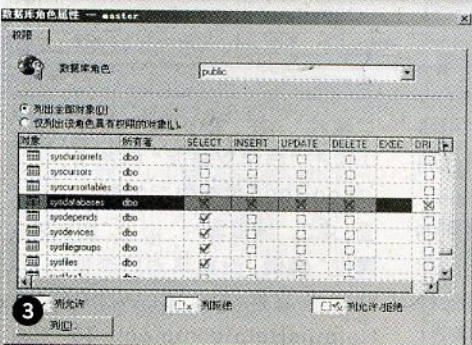 数据库角色属性 — master
权限
数据库角色 public
列出全部对象(O)
仅列出该角色具有权限的对象(L)
对象 所有者 SELECT INSERT UPDATE DELETE EXEC DRI
syscursorrefs dbo
syscursors dbo
syscursortables dbo
sysdatabases dbo
sysdepends dbo
sysdevices dbo
sysfilegroups dbo
sysfiles dbo
sysfiles1 dbo
列允许 列拒绝 列允许/拒绝
3
列(C)